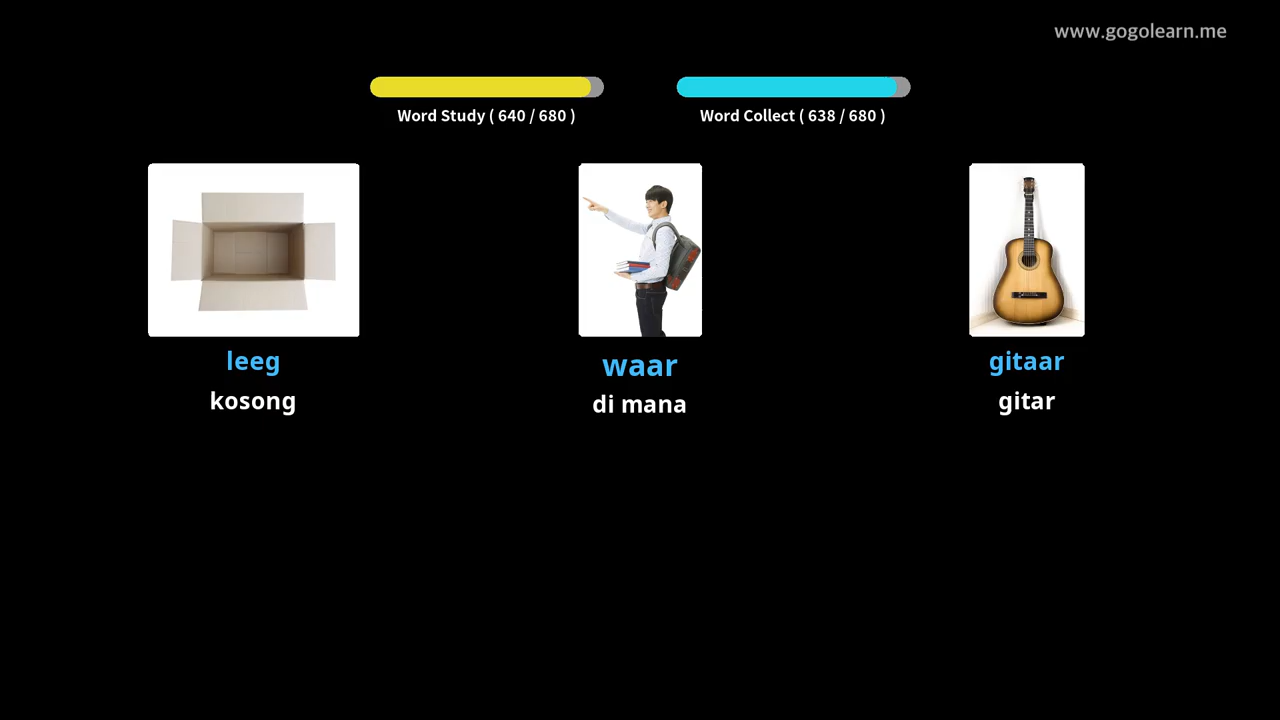 www.gogolearn.me
Word Study ( 640 / 680 )
Word Collect ( 638 / 680 )
leeg
kosong
waar
di mana
gitaar
gitar